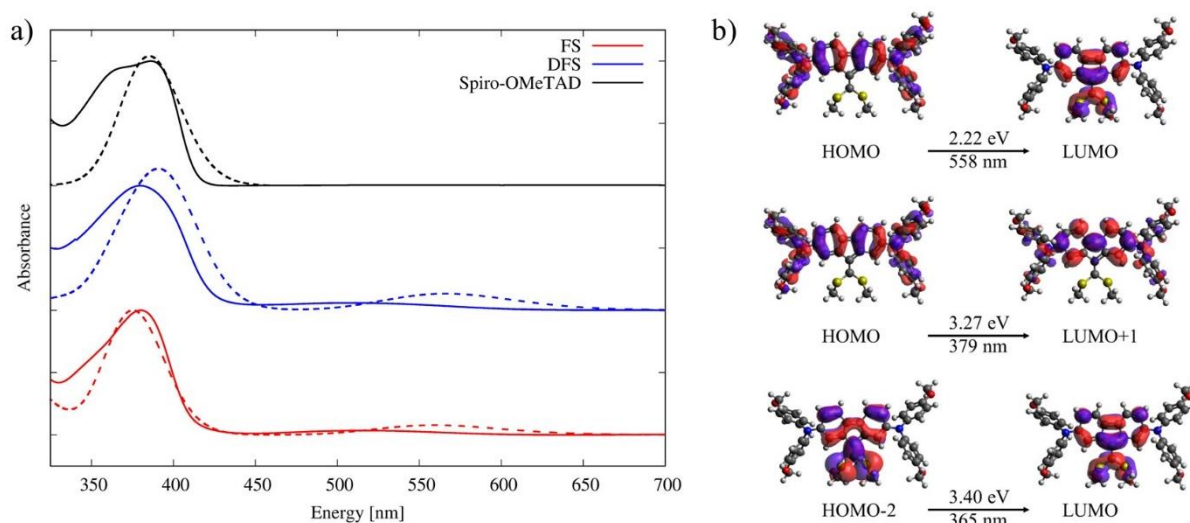 a)
FS
DFS
Spiro-OMeTAD
Absorbance
350 400 450 500 550 600 650 700
Energy [nm]
b)
HOMO 2.22 eV LUMO
558 nm
HOMO 3.27 eV LUMO+1
379 nm
HOMO-2 3.40 eV LUMO
365 nm